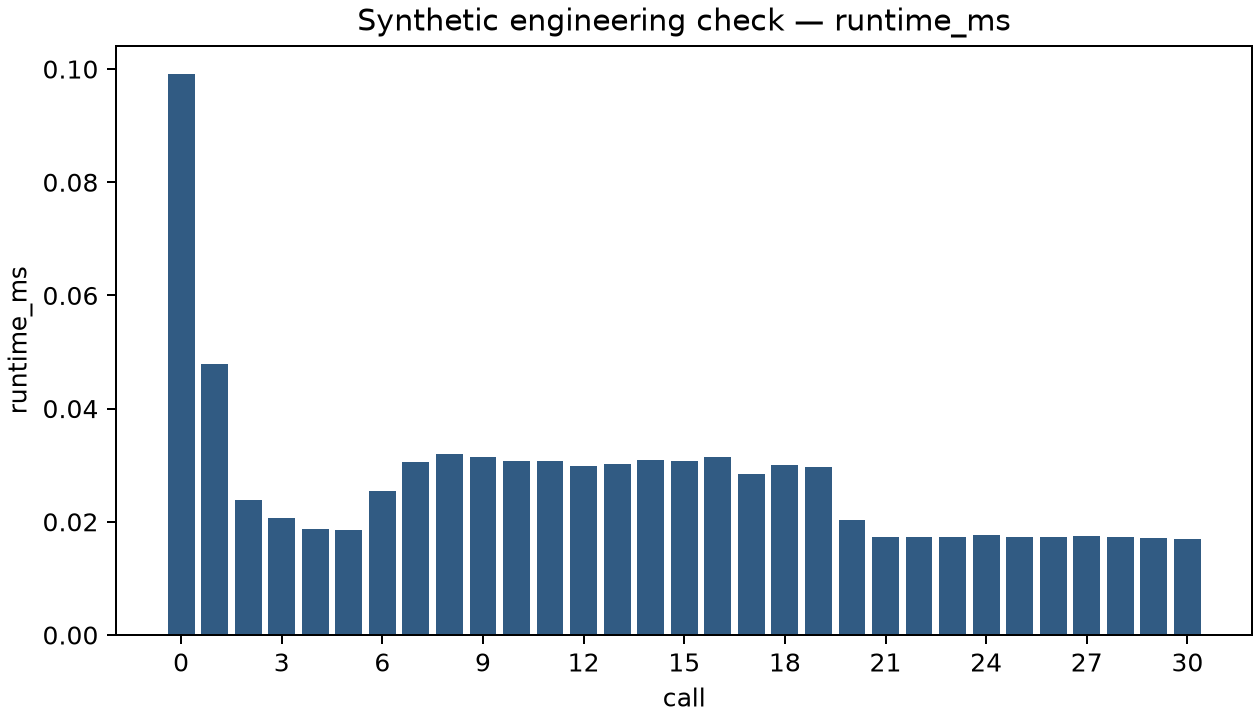 Synthetic engineering check — runtime_ms
runtime_ms
0.10
0.08
0.06
0.04
0.02
0.00
0 3 6 9 12 15 18 21 24 27 30
call